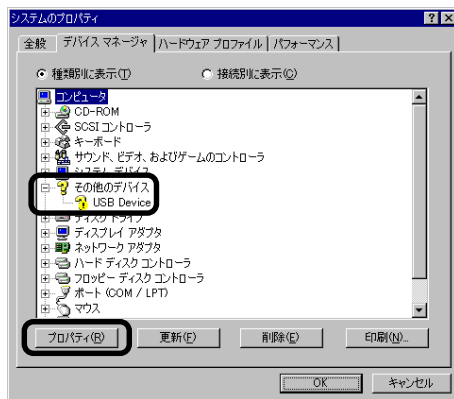 システムのプロパティ
全般 デバイス マネージャ ハードウェア プロファイル パフォーマンス
種類別に表示(T) 接続別に表示(C)
コンピュータ
CD-ROM
SCSI コントローラ
キーボード
サウンド、ビデオ、およびゲームのコントローラ
システム デバイス
その他のデバイス
USB Device
ディスク ドライブ
ディスプレイ アダプタ
ネットワーク アダプタ
ハード ディスク コントローラ
フロッピー ディスク コントローラ
ポート (COM / LPT)
マウス
プロパティ(R) 更新(F) 削除(E) 印刷(N)...
OK キャンセル